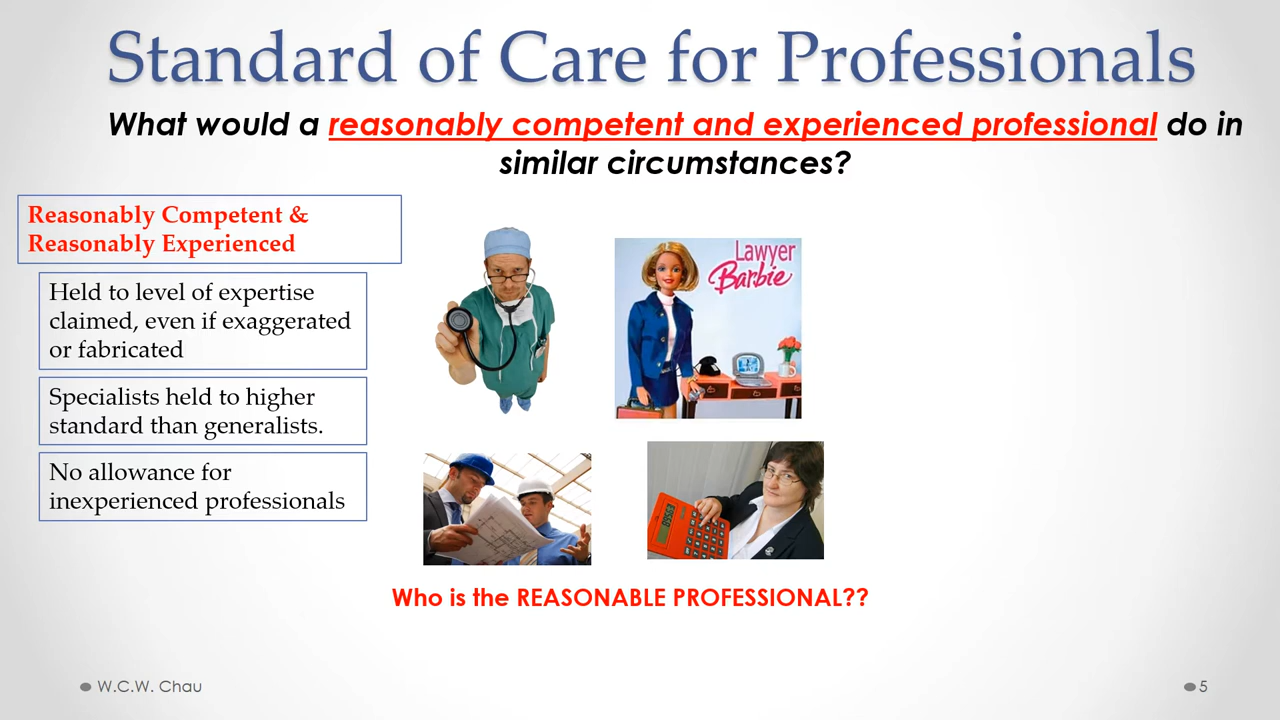 Standard of Care for Professionals
What would a reasonably competent and experienced professional do in
similar circumstances?
Reasonably Competent &
Reasonably Experienced
Held to level of expertise
claimed, even if exaggerated
or fabricated
Specialists held to higher
standard than generalists.
No allowance for
inexperienced professionals
Lawyer
Barbie
Who is the REASONABLE PROFESSIONAL??
W.C.W. Chau
5